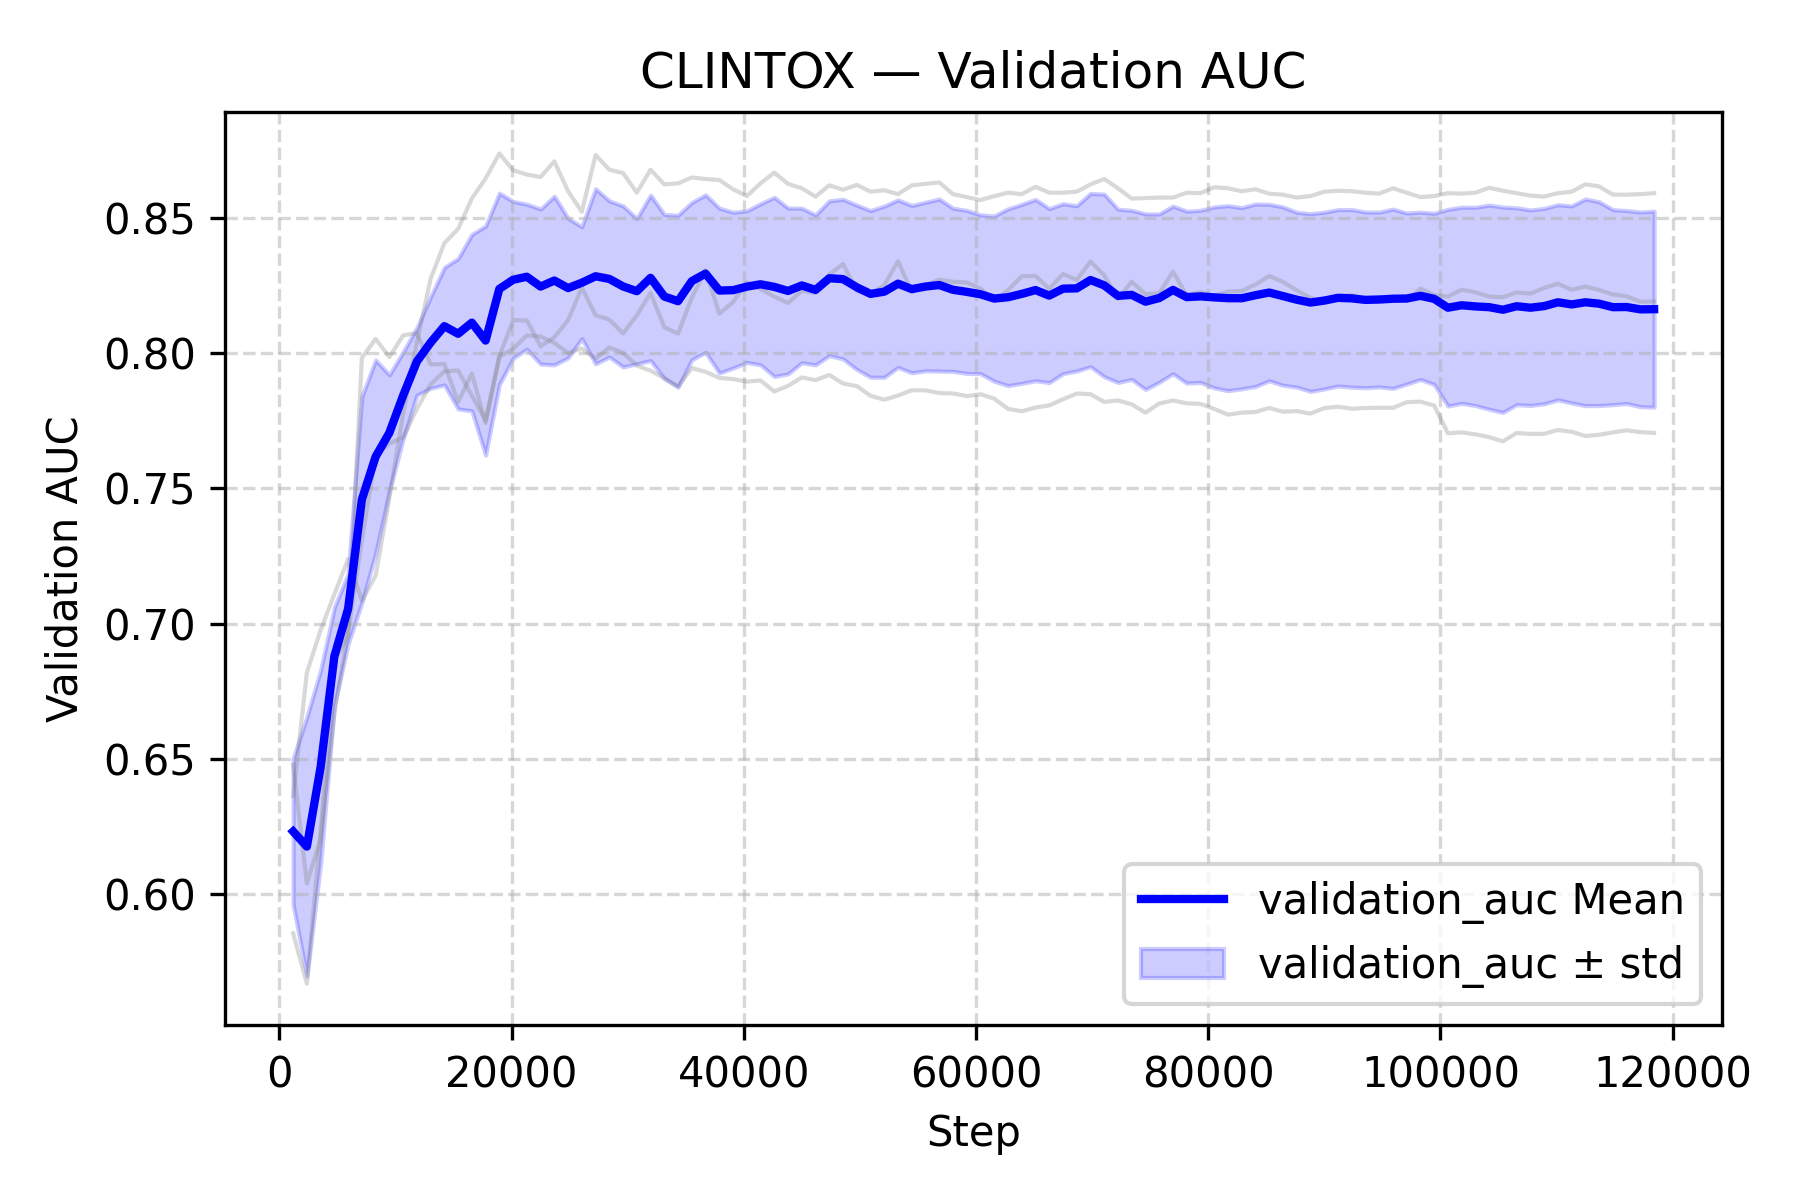 CLINTOX — Validation AUC
Validation AUC
0.85
0.80
0.75
0.70
0.65
0.60
validation_auc Mean
validation_auc ± std
0 20000 40000 60000 80000 100000 120000
Step